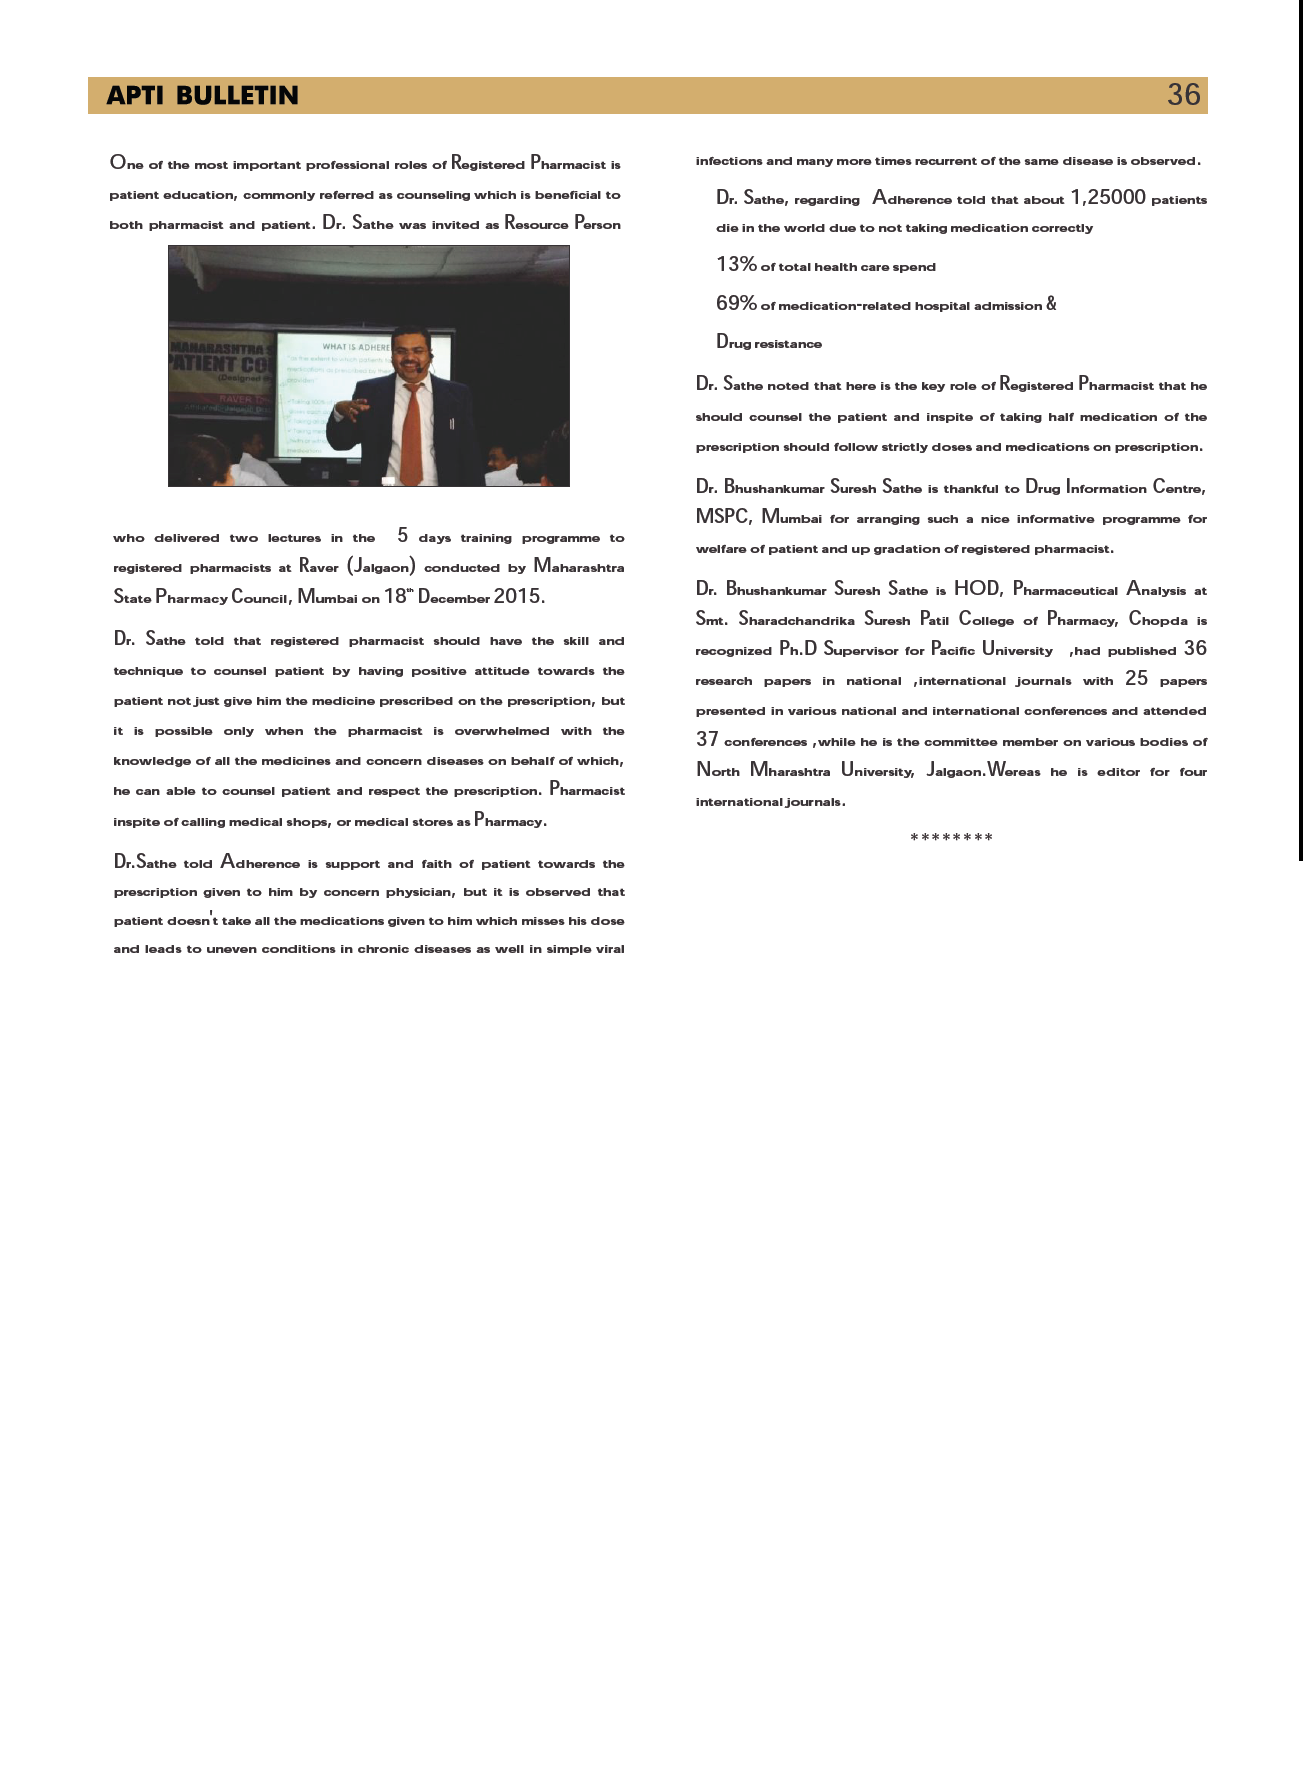 APTI BULLETIN
36
One of the most important professional roles of Registered Pharmacist is
patient education, commonly referred as counseling which is beneficial to
both pharmacist and patient. Dr. Sathe was invited as Resource Person
WHAT IS ADHERE
MAHARASHTRA S
PATIENT CO
(Designed
RAVER
who delivered two lectures in the 5 days training programme to
registered pharmacists at Raver (Jalgaon) conducted by Maharashtra
State Pharmacy Council, Mumbai on 18th December 2015.
Dr. Sathe told that registered pharmacist should have the skill and
technique to counsel patient by having positive attitude towards the
patient not just give him the medicine prescribed on the prescription, but
it is possible only when the pharmacist is overwhelmed with the
knowledge of all the medicines and concern diseases on behalf of which,
he can able to counsel patient and respect the prescription. Pharmacist
inspite of calling medical shops, or medical stores as Pharmacy.
Dr.Sathe told Adherence is support and faith of patient towards the
prescription given to him by concern physician, but it is observed that
patient doesn't take all the medications given to him which misses his dose
and leads to uneven conditions in chronic diseases as well in simple viral
infections and many more times recurrent of the same disease is observed.
Dr. Sathe, regarding Adherence told that about 1,25000 patients
die in the world due to not taking medication correctly
13% of total health care spend
69% of medication-related hospital admission &
Drug resistance
Dr. Sathe noted that here is the key role of Registered Pharmacist that he
should counsel the patient and inspite of taking half medication of the
prescription should follow strictly doses and medications on prescription.
Dr. Bhushankumar Suresh Sathe is thankful to Drug Information Centre,
MSPC, Mumbai for arranging such a nice informative programme for
welfare of patient and up gradation of registered pharmacist.
Dr. Bhushankumar Suresh Sathe is HOD, Pharmaceutical Analysis at
Smt. Sharadchandrika Suresh Patil College of Pharmacy, Chopda is
recognized Ph.D Supervisor for Pacific University ,had published 36
research papers in national ,international journals with 25 papers
presented in various national and international conferences and attended
37 conferences ,while he is the committee member on various bodies of
North Mharashtra University, Jalgaon.Wereas he is editor for four
international journals.
********